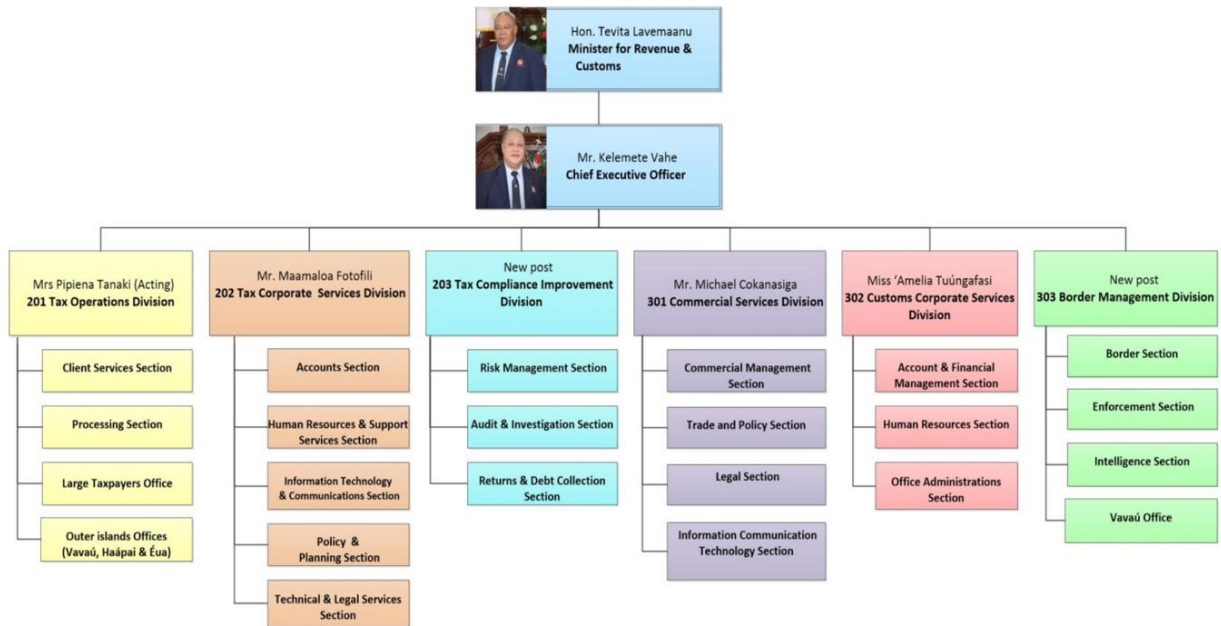 Hon. Tevita Lavemaanu
Minister for Revenue &
Customs
Mr. Kelemete Vahe
Chief Executive Officer
Mrs Pipiena Tanaki (Acting)
201 Tax Operations Division
Client Services Section
Processing Section
Large Taxpayers Office
Outer islands Offices
(Vavaú, Haápai & Éua)
Mr. Maamaloa Fotofili
202 Tax Corporate Services Division
Accounts Section
Human Resources & Support
Services Section
Information Technology
& Communications Section
Policy &
Planning Section
Technical & Legal Services
Section
New post
203 Tax Compliance Improvement
Division
Risk Management Section
Audit & Investigation Section
Returns & Debt Collection
Section
Mr. Michael Cokanasiga
301 Commercial Services Division
Commercial Management
Section
Trade and Policy Section
Legal Section
Information Communication
Technology Section
Miss ‘Amelia Tuúngafasi
302 Customs Corporate Services
Division
Account & Financial
Management Section
Human Resources Section
Office Administrations
Section
New post
303 Border Management Division
Border Section
Enforcement Section
Intelligence Section
Vavaú Office